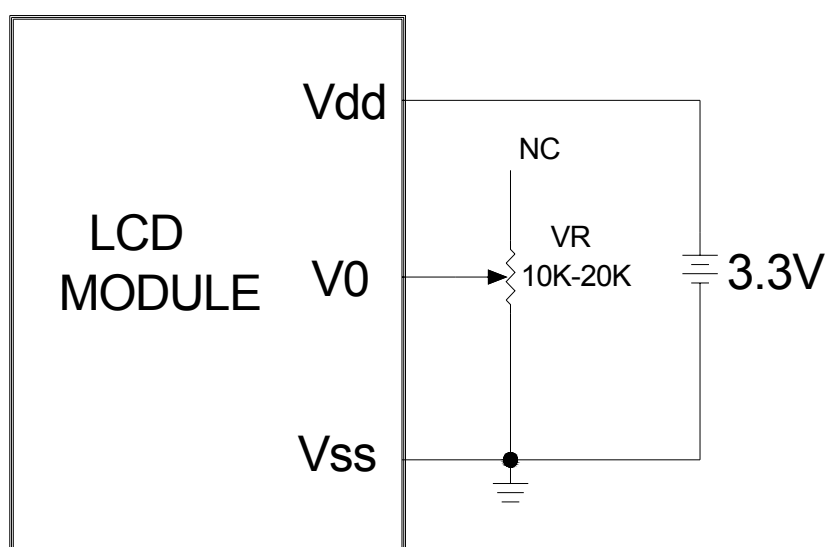 Vdd
NC
LCD
MODULE
V0
VR
10K-20K
3.3V
Vss